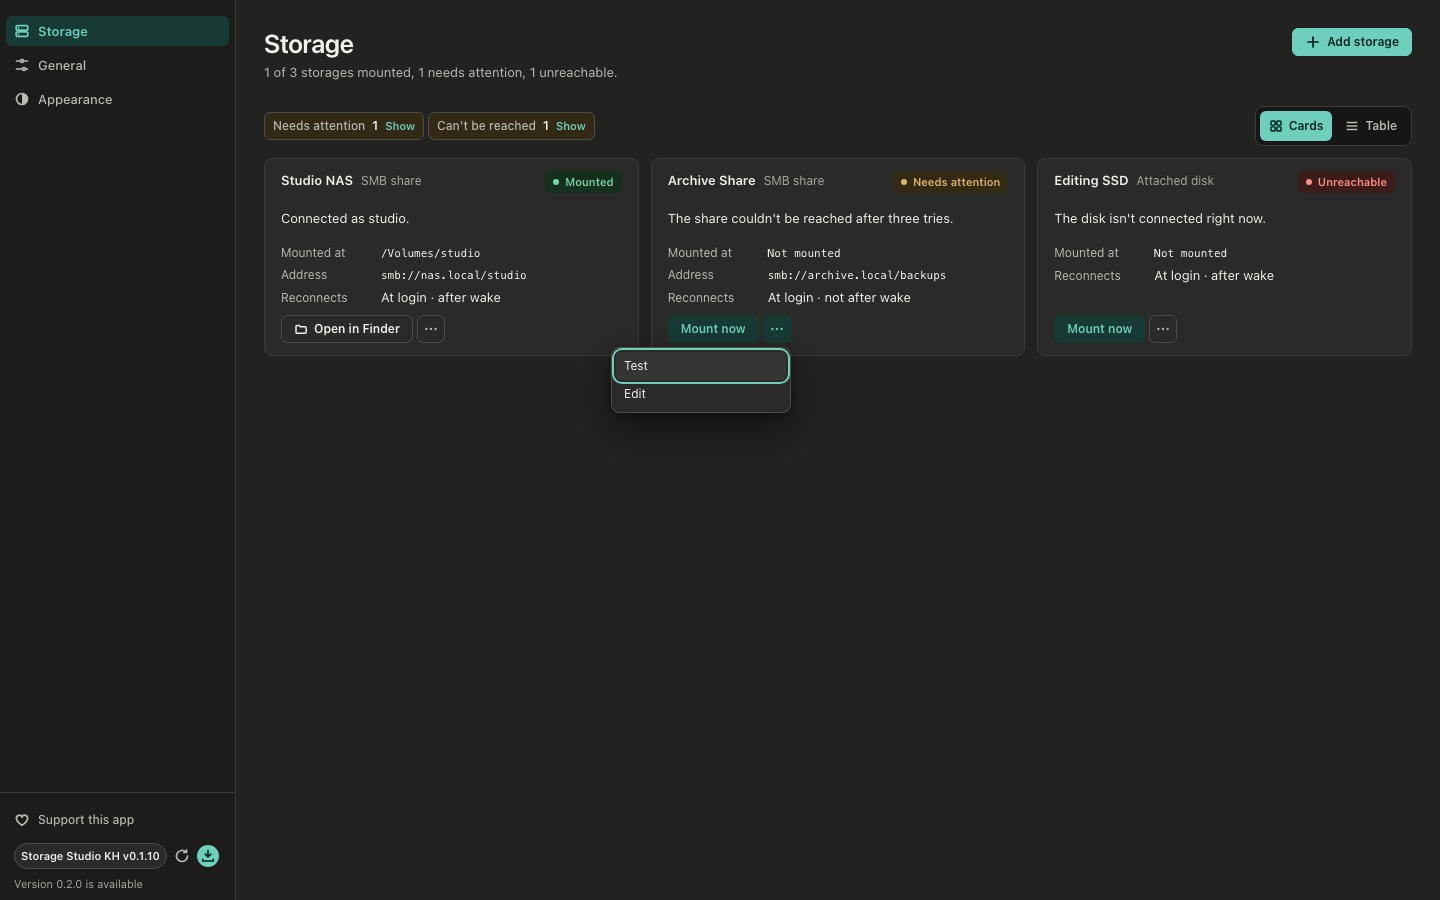 Storage
General
Appearance
Storage
1 of 3 storages mounted, 1 needs attention, 1 unreachable.
Add storage
Needs attention 1 Show
Can't be reached 1 Show
Cards
Table
Studio NAS SMB share
Mounted
Connected as studio.
Mounted at /Volumes/studio
Address smb://nas.local/studio
Reconnects At login · after wake
Open in Finder
Archive Share SMB share
Needs attention
The share couldn't be reached after three tries.
Mounted at Not mounted
Address smb://archive.local/backups
Reconnects At login · not after wake
Mount now
Test
Edit
Editing SSD Attached disk
Unreachable
The disk isn't connected right now.
Mounted at Not mounted
Reconnects At login · after wake
Mount now
Support this app
Storage Studio KH v0.1.10
Version 0.2.0 is available